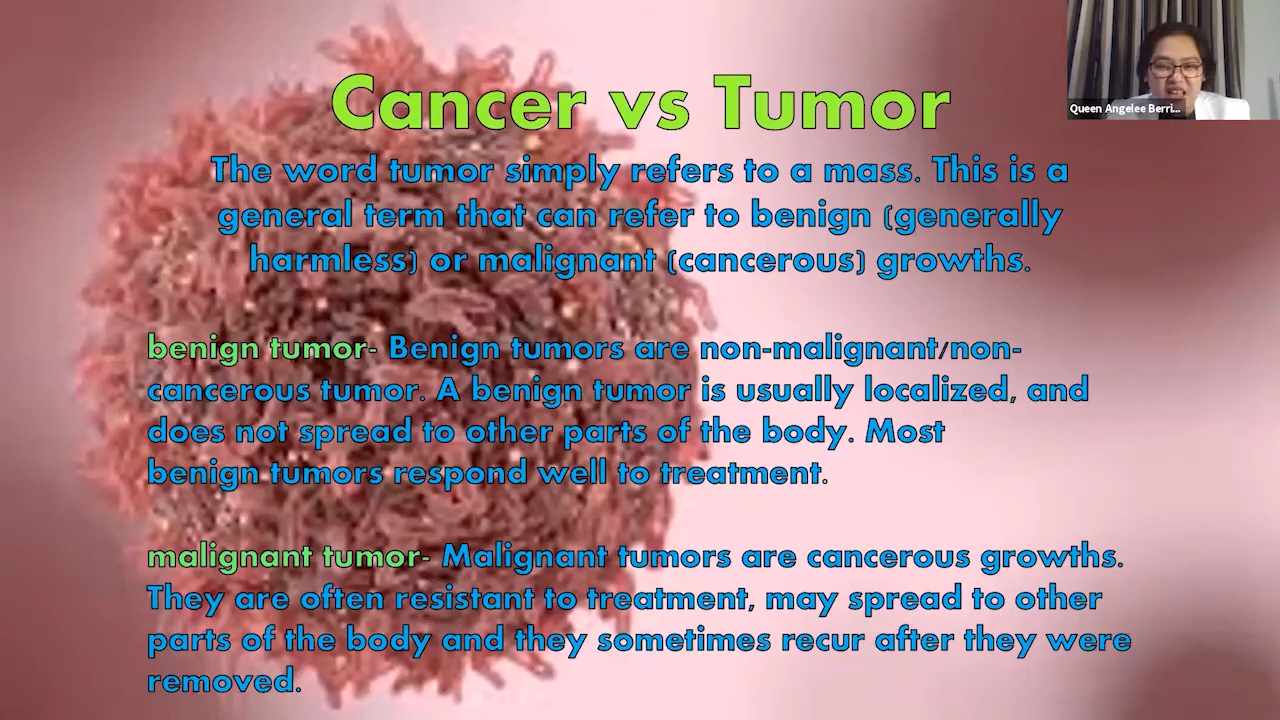 Cancer vs Tumor
Queen Angelee Berri...
The word tumor simply refers to a mass. This is a
general term that can refer to benign (generally
harmless) or malignant (cancerous) growths.
benign tumor- Benign tumors are non-malignant/non-
cancerous tumor. A benign tumor is usually localized, and
does not spread to other parts of the body. Most
benign tumors respond well to treatment.
malignant tumor- Malignant tumors are cancerous growths.
They are often resistant to treatment, may spread to other
parts of the body and they sometimes recur after they were
removed.